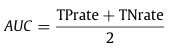 AUC = TPrate + TNrate / 2